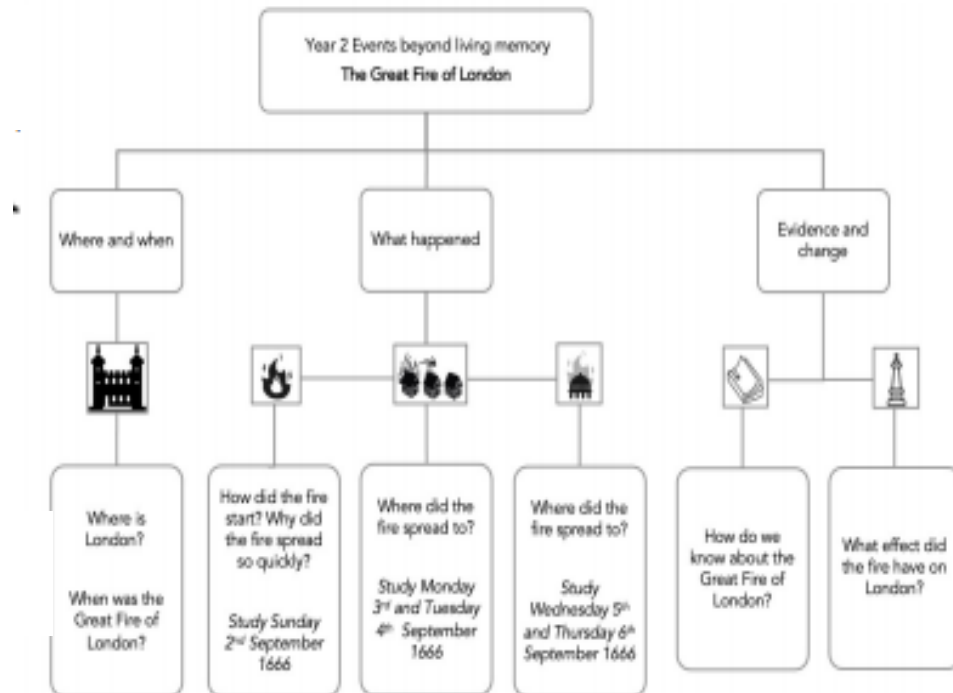 Year 2 Events beyond living memory
The Great Fire of London
Where and when
What happened
Evidence and
change
Where is
London?
When was the
Great Fire of
London?
How did the fire
start? Why did
the fire spread
so quickly?
Study Sunday
2nd September
1666
Where did the
fire spread to?
Study Monday
3rd and Tuesday
4th September
1666
Where did the
fire spread to?
Study
Wednesday 5th
and Thursday 6th
September 1666
How do we
know about the
Great Fire of
London?
What effect did
the fire have on
London?